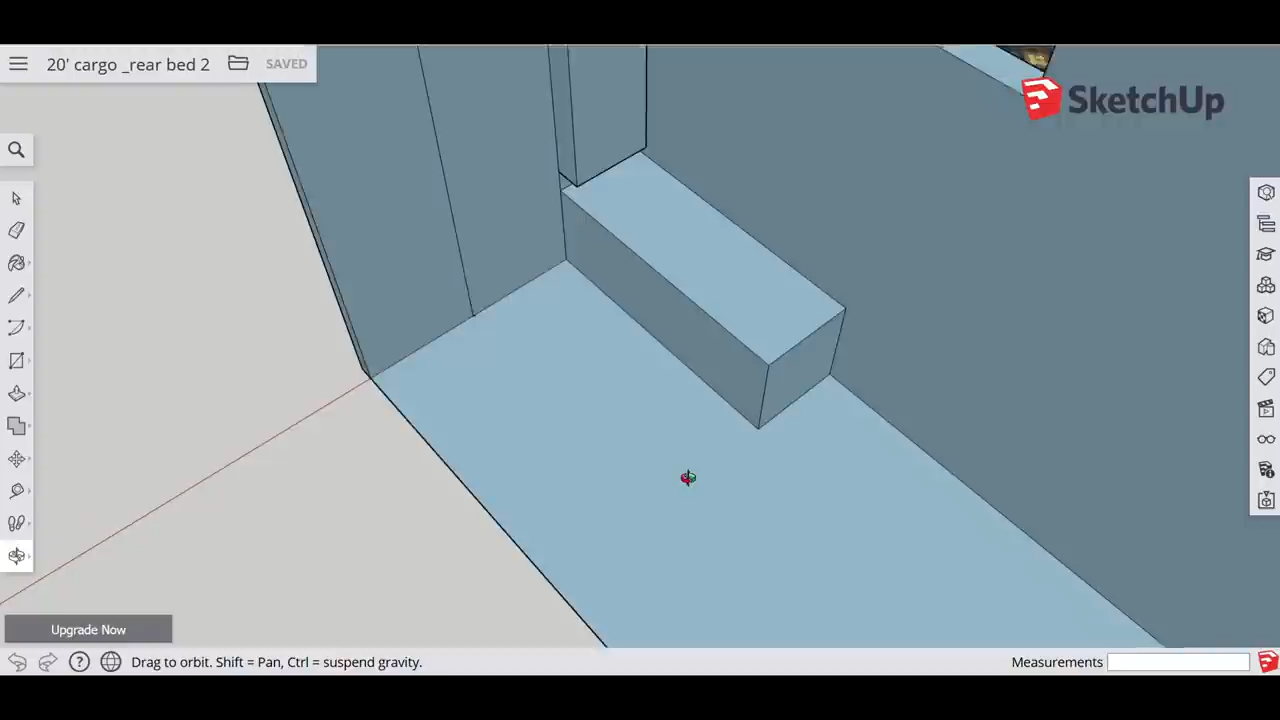 20' cargo _rear bed 2
SAVED
SketchUp
Upgrade Now
Drag to orbit. Shift = Pan, Ctrl = suspend gravity.
Measurements